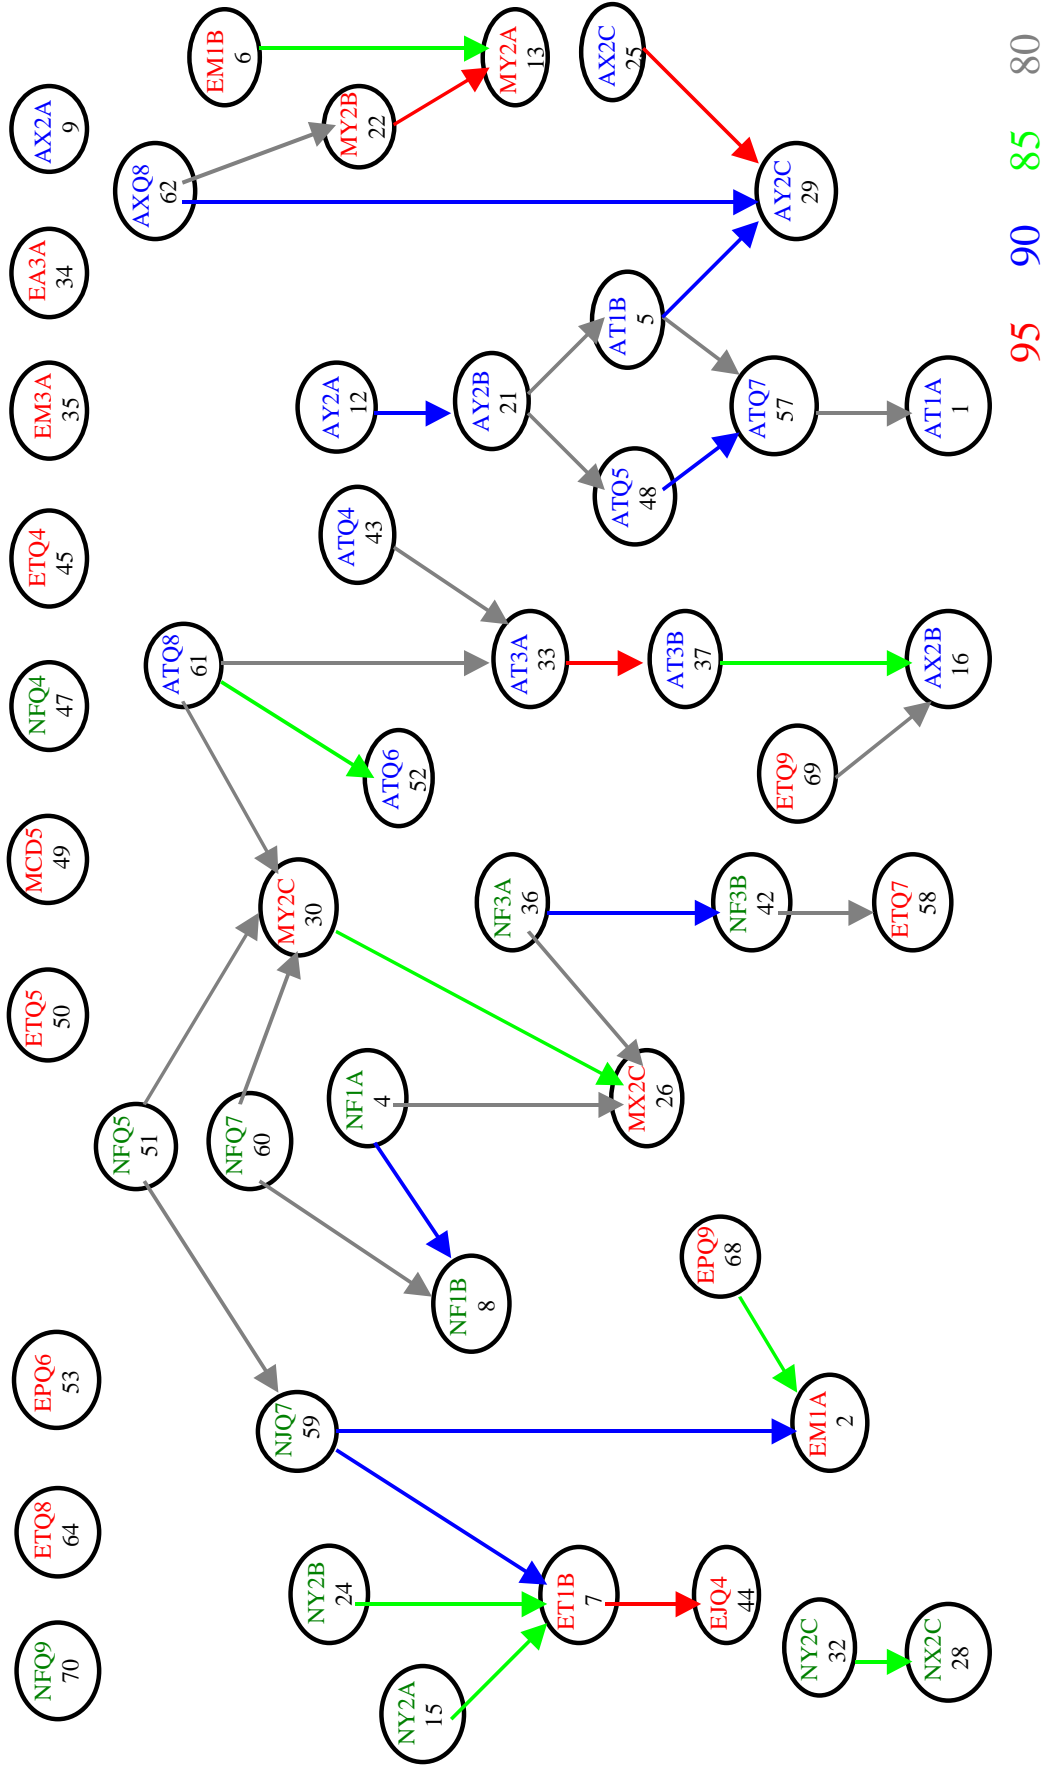 NFQ9
70
ETQ8
64
EPQ6
53
ETQ5
50
MCD5
49
NFQ4
47
ETQ4
45
EM3A
35
EA3A
34
AX2A
9
NFQ5
51
ATQ8
61
AXQ8
62
EM1B
6
NFQ7
60
NJQ7
59
MY2C
30
NY2B
24
NF1A
4
ATQ4
43
AY2A
12
MY2B
22
NY2A
15
ATQ6
52
NF1B
8
NF3A
36
AT3A
33
AY2B
21
MY2A
13
ET1B
7
MX2C
26
ATQ5
48
AT1B
5
AX2C
25
EJQ4
44
EPQ9
68
NF3B
42
AT3B
37
NY2C
32
EM1A
2
ETQ9
69
ATQ7
57
AY2C
29
NX2C
28
ETQ7
58
AX2B
16
AT1A
1
95 90 85 80